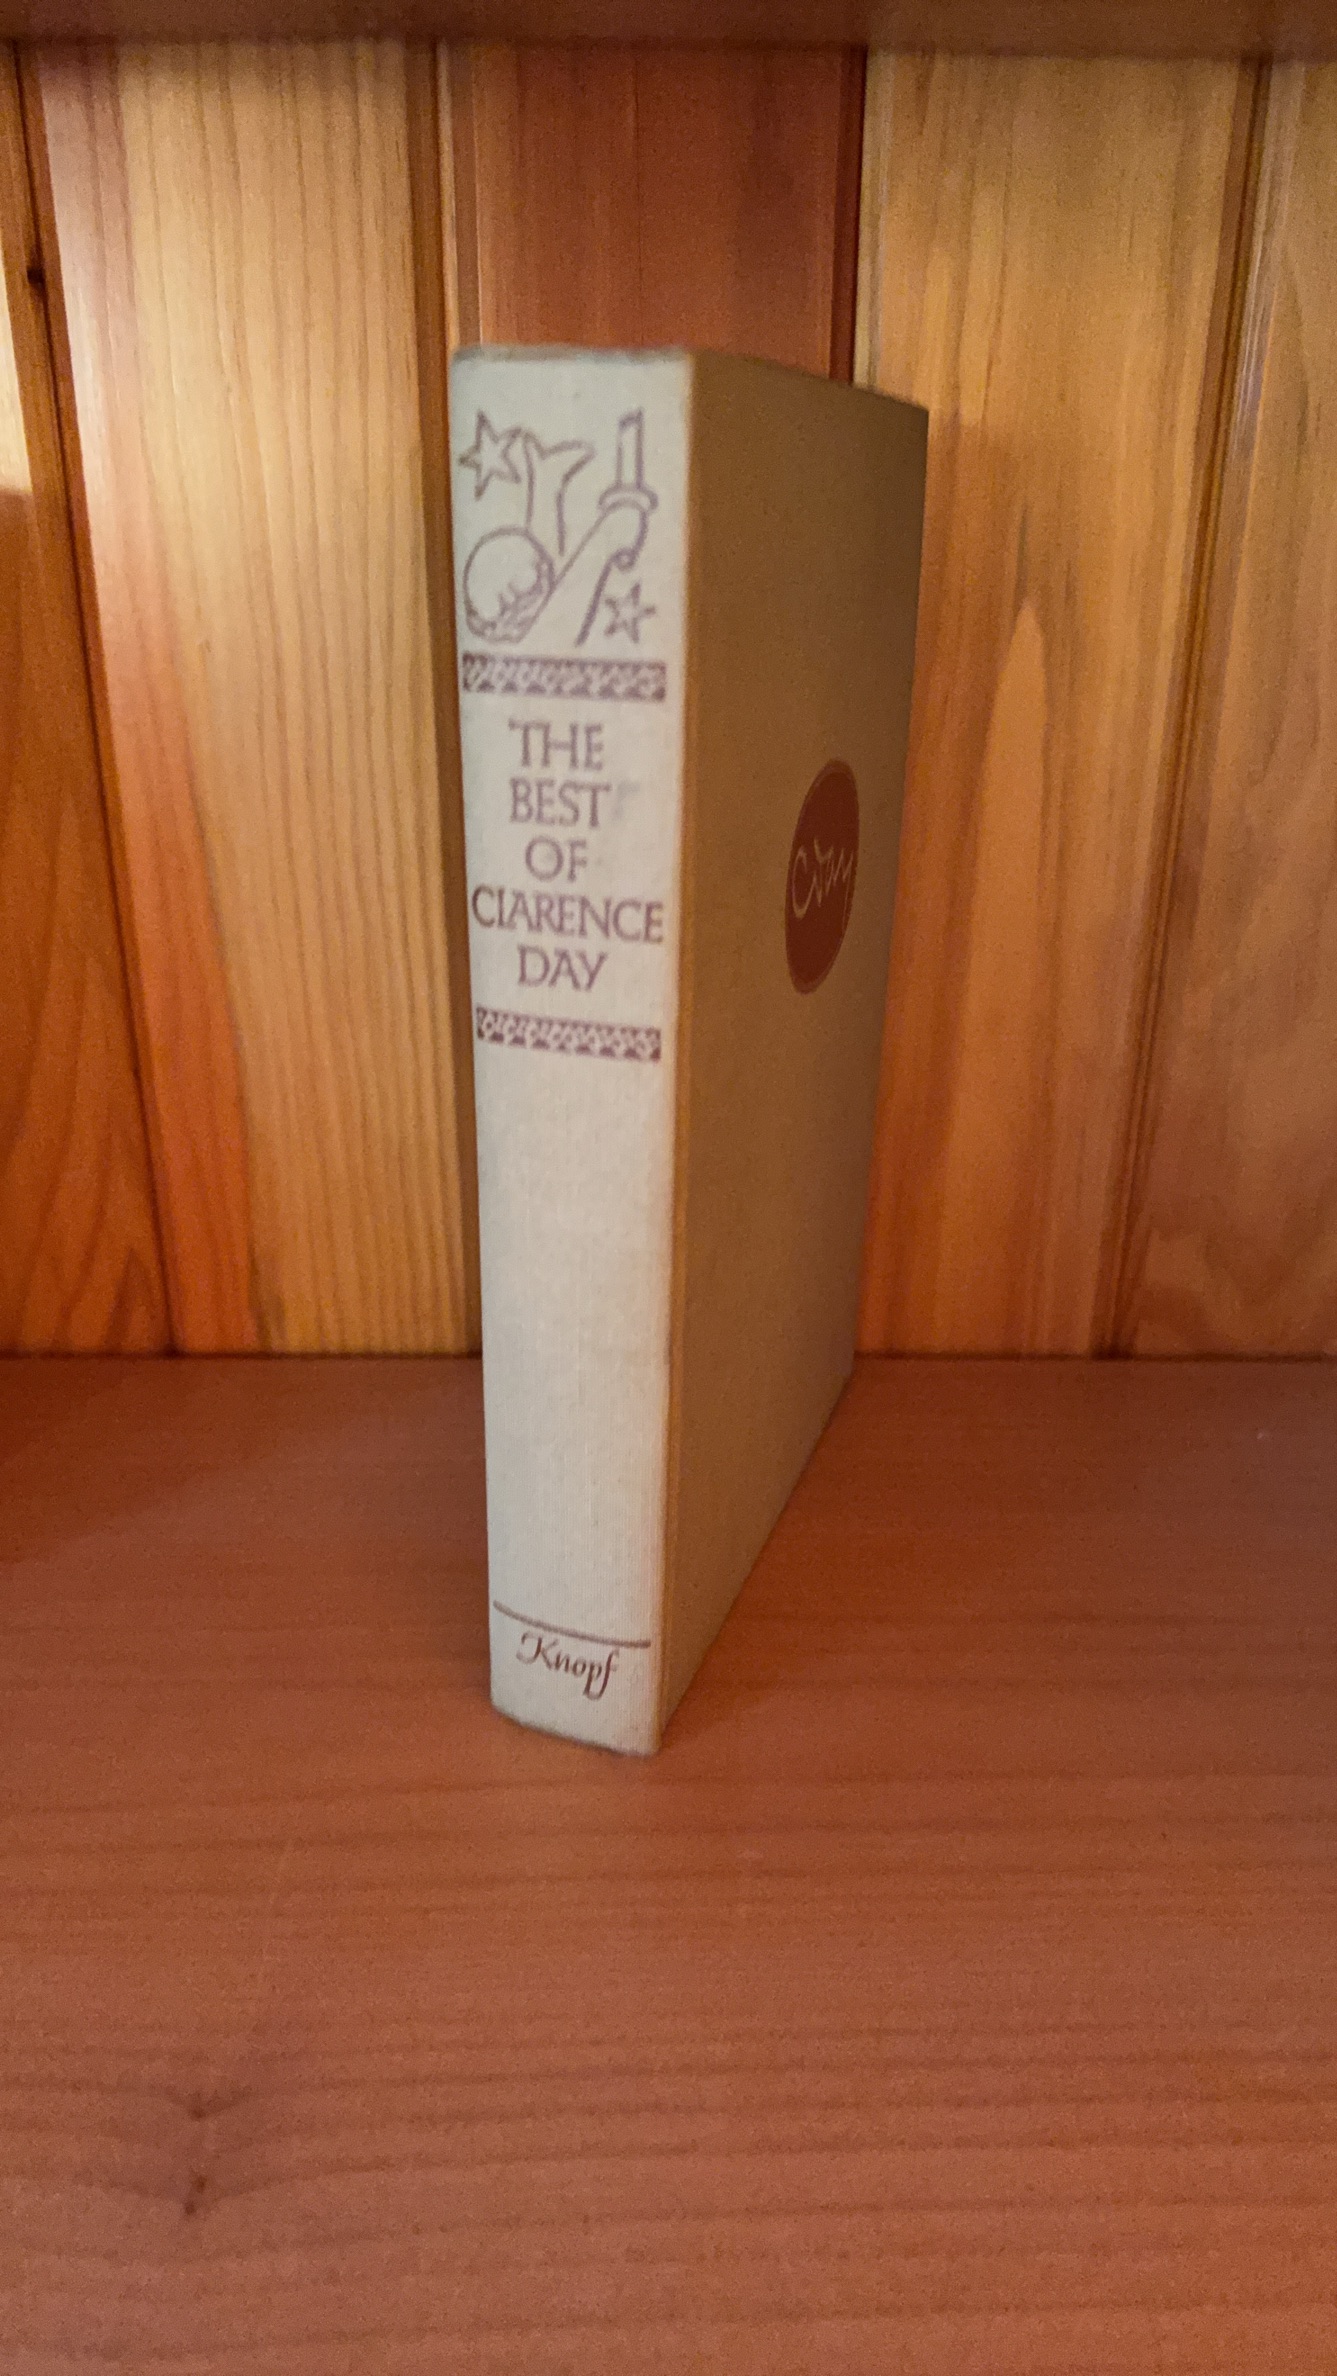 THE
BEST
OF
CLARENCE
DAY
Knopf